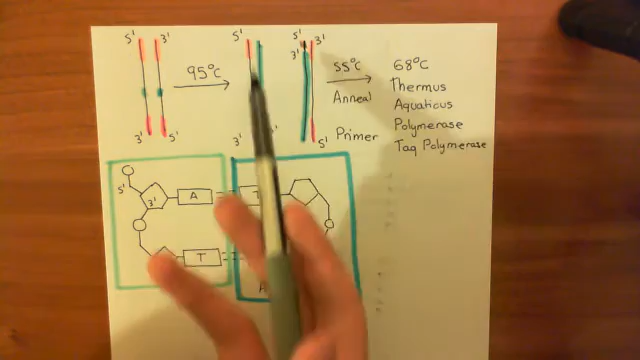 5' 3' 5' 5' 3'
3'
95°c 55°c 68°C
Anneal Thermus
Aquaticus
3' 5' 3' 5' Primer Polymerase
Taq Polymerase
5' 3' A T
T
A